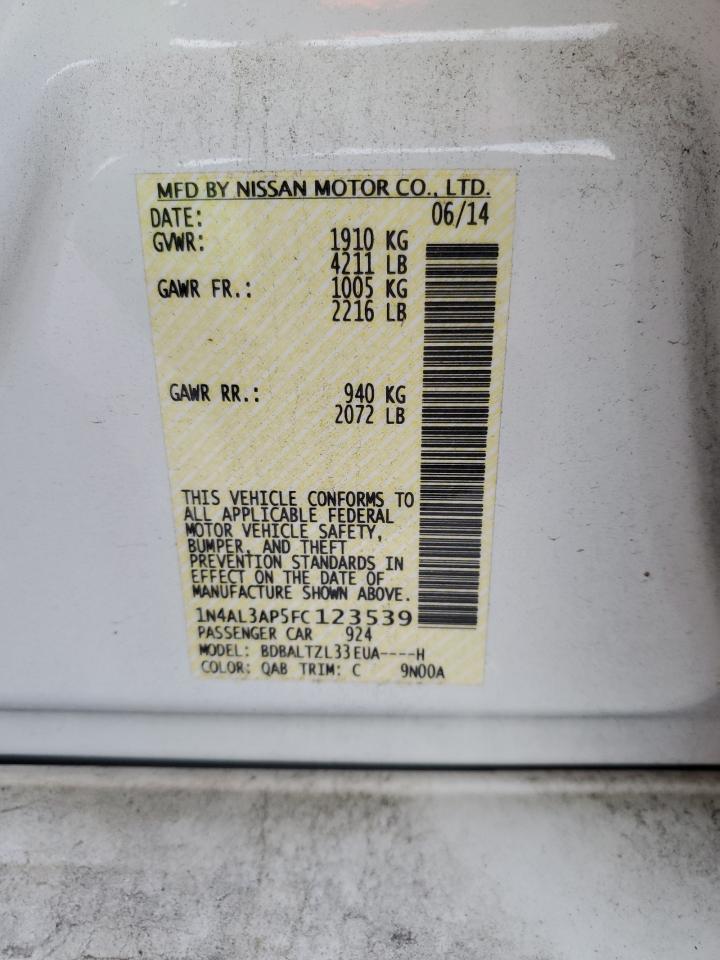 MFD BY NISSAN MOTOR CO., LTD.
DATE: 06/14
GVWR: 1910 KG
4211 LB
GAWR FR.: 1005 KG
2216 LB
GAWR RR.: 940 KG
2072 LB
THIS VEHICLE CONFORMS TO
ALL APPLICABLE FEDERAL
MOTOR VEHICLE SAFETY,
BUMPER, AND THEFT
PREVENTION STANDARDS IN
EFFECT ON THE DATE OF
MANUFACTURE SHOWN ABOVE.
1N4AL3AP5FC123539
PASSENGER CAR 924
MODEL: BDBALTZL33EUA----H
COLOR: QAB TRIM: C 9N00A